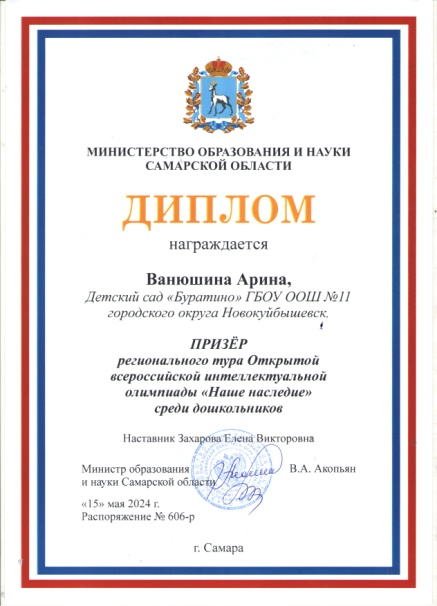 МИНИСТЕРСТВО ОБРАЗОВАНИЯ И НАУКИ
САМАРСКОЙ ОБЛАСТИ
ДИПЛОМ
награждается
Ванюшина Арина,
Детский сад «Буратино» ГБОУ ООШ №11
городского округа Новокуйбышевск.
ПРИЗЁР
регионального тура Открытой
всероссийской интеллектуальной
олимпиады «Наше наследие»
среди дошкольников
Наставник Захарова Елена Викторовна
Министр образования В.А. Акопьян
и науки Самарской области
«15» мая 2024 г.
Распоряжение № 606-р
г. Самара